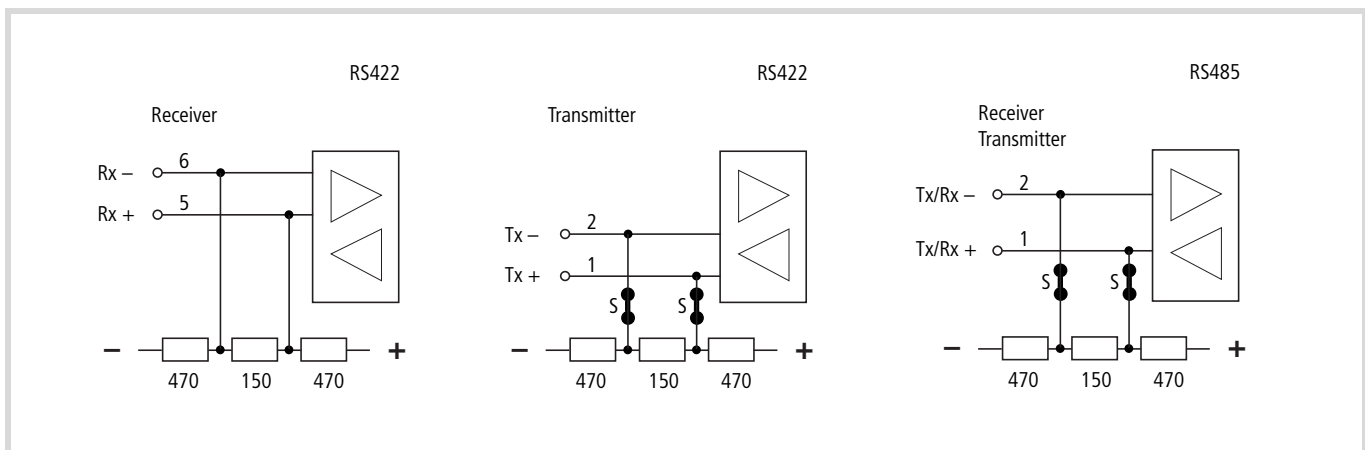 RS422
Receiver
Rx – 6
Rx + 5
– +
470 150 470
RS422
Transmitter
Tx – 2
Tx + 1
S S
– +
470 150 470
RS485
Receiver
Transmitter
Tx/Rx – 2
Tx/Rx + 1
S S
– +
470 150 470